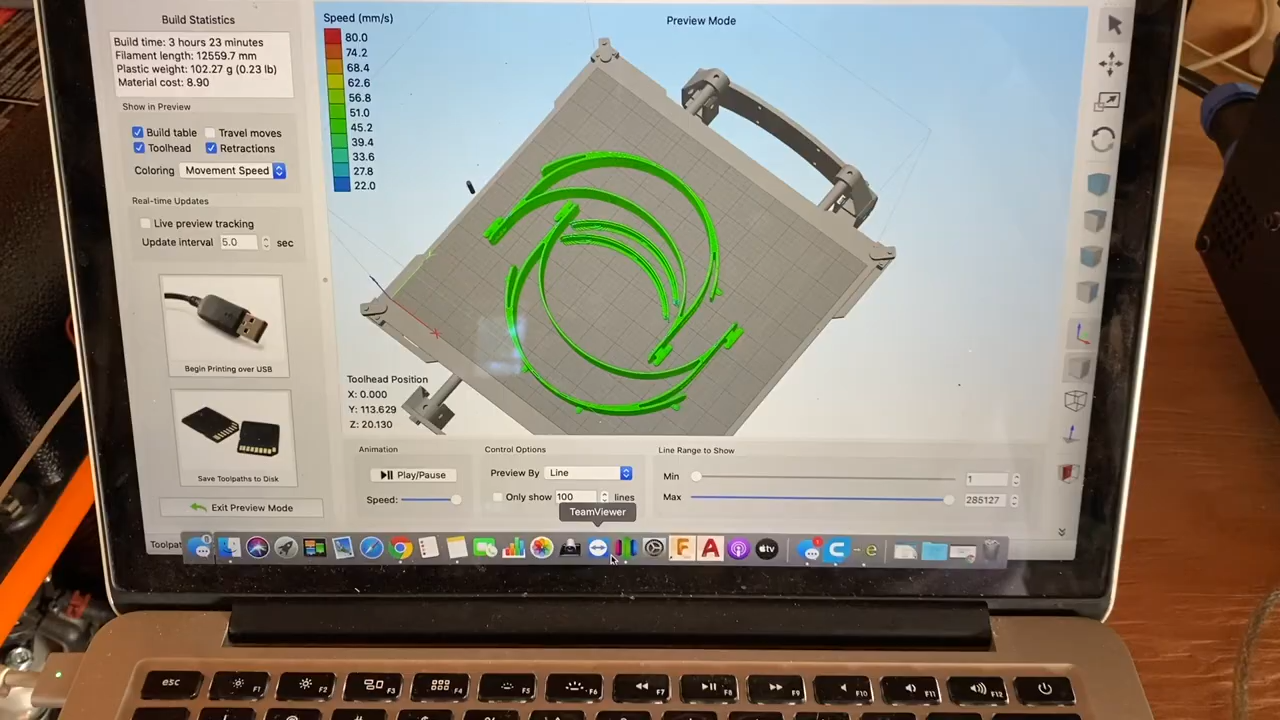 Build Statistics
Build time: 3 hours 23 minutes
Filament length: 12559.7 mm
Plastic weight: 102.27 g (0.23 lb)
Material cost: 8.90
Show in Preview
Build table
Travel moves
Toolhead
Retractions
Coloring
Movement Speed
Real-time Updates
Live preview tracking
Update interval
5.0
sec
Begin Printing over USB
Save Toolpaths to Disk
Exit Preview Mode
Speed (mm/s)
80.0
74.2
68.4
62.6
56.8
51.0
45.2
39.4
33.6
27.8
22.0
Preview Mode
Toolhead Position
X: 0.000
Y: 113.629
Z: 20.130
Animation
Play/Pause
Speed:
Control Options
Preview By
Line
Only show
100
lines
Line Range to Show
Min
1
Max
285127
TeamViewer
tv
esc
F1
F2
F3
F4
F5
F6
F7
F8
F9
F10
F11
F12